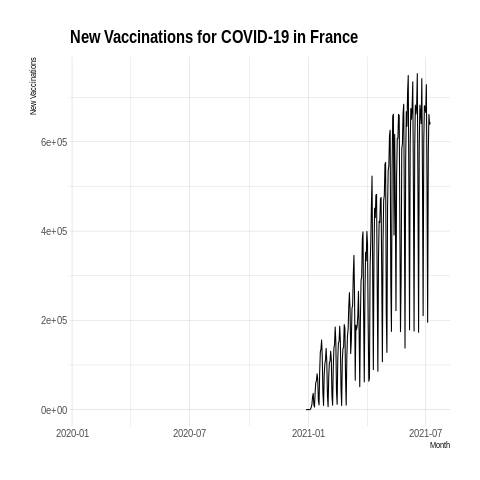 New Vaccinations for COVID-19 in France
New Vaccinations
6e+05
4e+05
2e+05
0e+00
2020-01 2020-07 2021-01 2021-07
Month